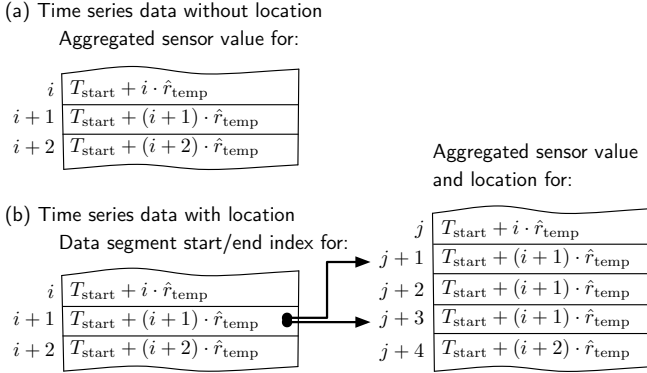 (a) Time series data without location
Aggregated sensor value for:
i T_start + i · r̂_temp
i + 1 T_start + (i + 1) · r̂_temp
i + 2 T_start + (i + 2) · r̂_temp
(b) Time series data with location
Data segment start/end index for:
i T_start + i · r̂_temp
i + 1 T_start + (i + 1) · r̂_temp
i + 2 T_start + (i + 2) · r̂_temp
Aggregated sensor value
and location for:
j T_start + i · r̂_temp
j + 1 T_start + (i + 1) · r̂_temp
j + 2 T_start + (i + 1) · r̂_temp
j + 3 T_start + (i + 1) · r̂_temp
j + 4 T_start + (i + 2) · r̂_temp